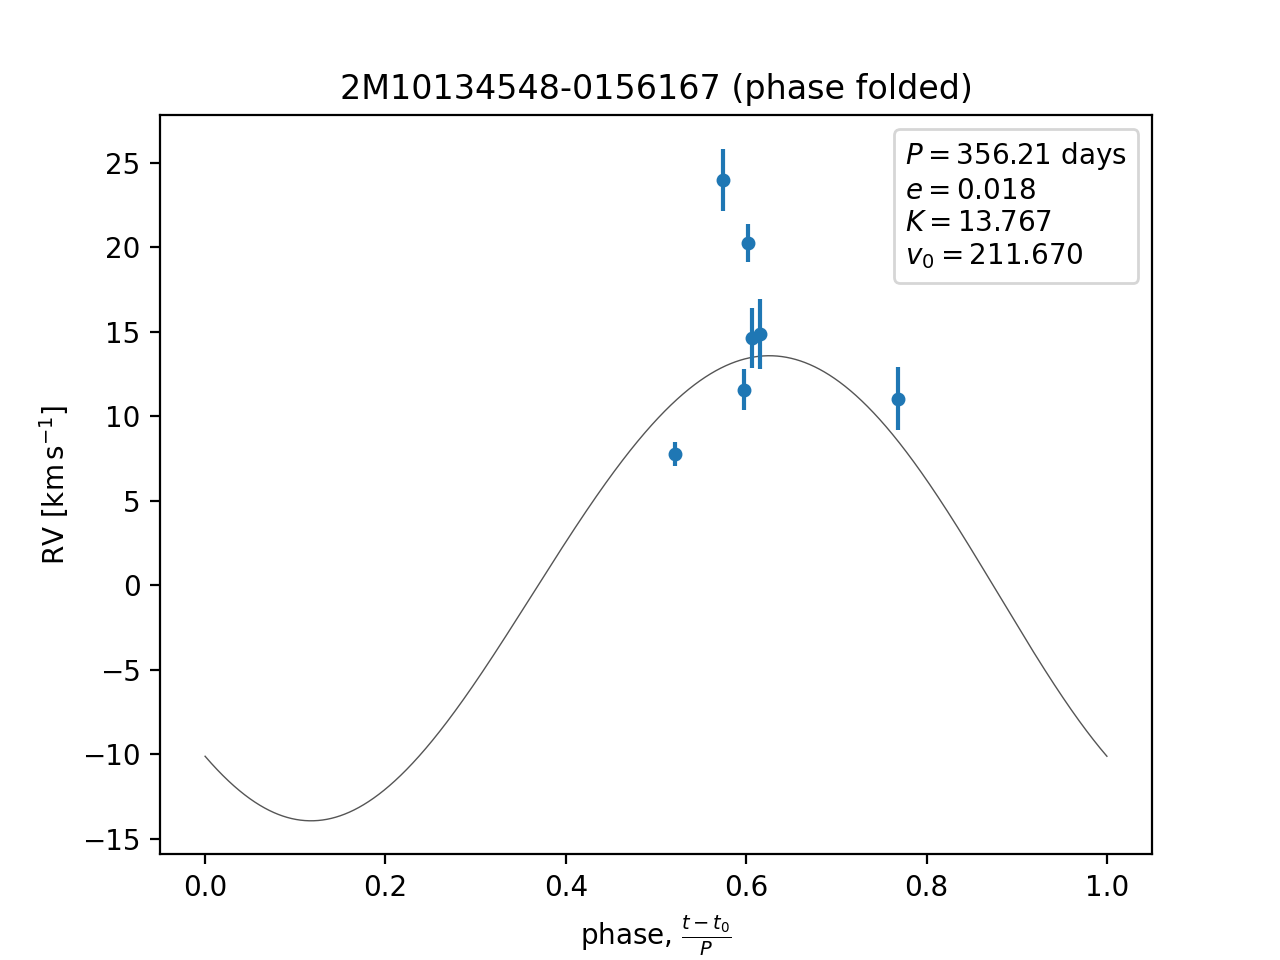 2M10134548-0156167 (phase folded)
P = 356.21 days
e = 0.018
K = 13.767
v₀ = 211.670
25
20
15
10
5
0
−5
−10
−15
RV [km s⁻¹]
0.0 0.2 0.4 0.6 0.8 1.0
phase, (t − t₀)/P